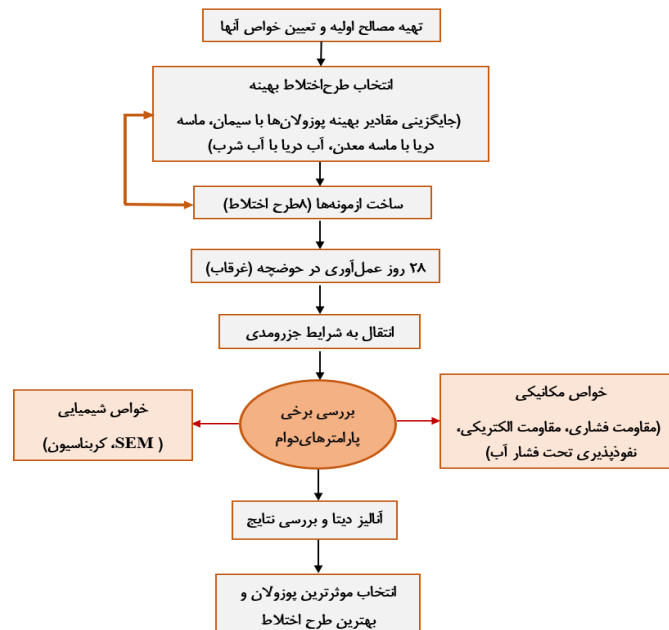 تهیه مصالح اولیه و تعیین خواص آنها
انتخاب طرح‌اختلاط بهینه
(جایگزینی مقادیر بهینه پوزولان‌ها با سیمان، ماسه
دریا با ماسه معدن، آب دریا با آب شرب)
ساخت ازمونه‌ها (۸طرح اختلاط)
۲۸ روز عمل‌آوری در حوضچه (غرقاب)
انتقال به شرایط جزرومدی
بررسی برخی
پارامترهای‌دوام
خواص مکانیکی
(مقاومت فشاری، مقاومت الکتریکی،
نفوذپذیری تحت فشار آب)
خواص شیمیایی
( SEM، کربناسیون)
آنالیز دیتا و بررسی نتایج
انتخاب موثرترین پوزولان و
بهترین طرح اختلاط